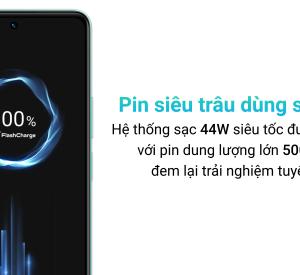 Pin siêu trâu dùng
Hệ thống sạc 44W siêu tốc
00%
với pin dung lượng lớn
FlashCharge
đem lại trải nghiệm